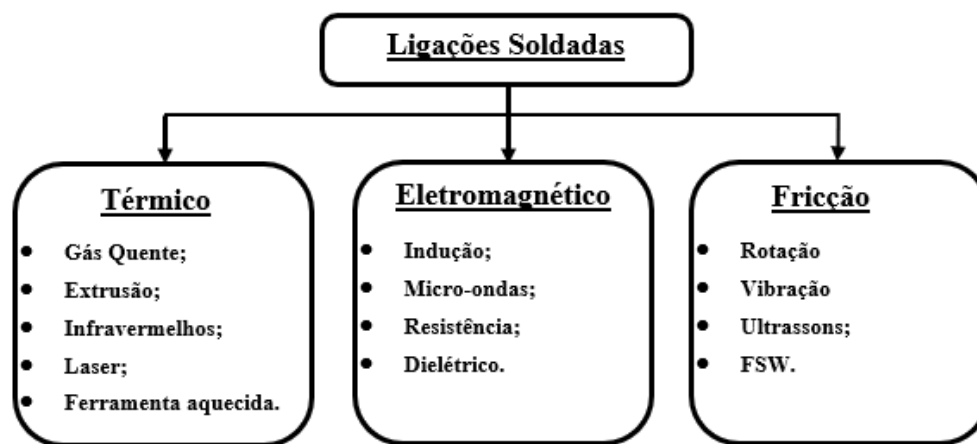 Ligações Soldadas
Térmico
• Gás Quente;
• Extrusão;
• Infravermelhos;
• Laser;
• Ferramenta aquecida.
Eletromagnético
• Indução;
• Micro-ondas;
• Resistência;
• Dielétrico.
Fricção
• Rotação
• Vibração
• Ultrassons;
• FSW.